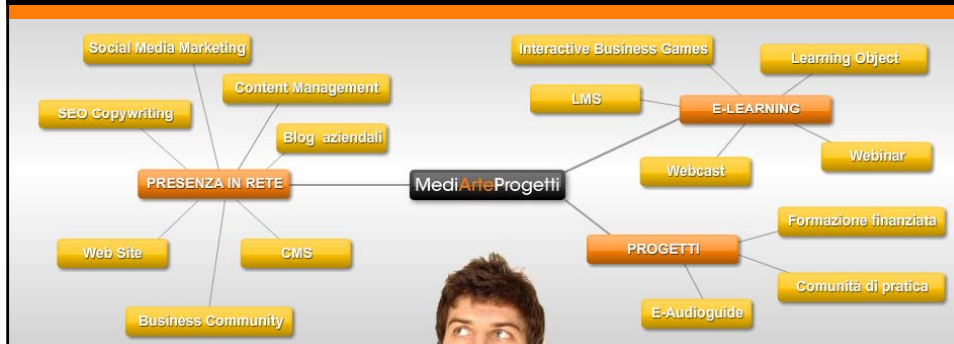 Social Media Marketing
Content Management
SEO Copywriting
Blog aziendali
PRESENZA IN RETE
Web Site
CMS
Business Community
MediArteProgetti
Interactive Business Games
Learning Object
LMS
E-LEARNING
Webcast
Webinar
Formazione finanziata
PROGETTI
Comunità di pratica
E-Audioguide